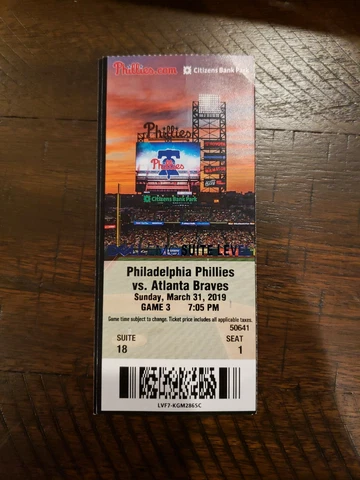 Phillies.com Citizens Bank Park
Phillies
Phillies
Citizens Bank Park
SUITE LEVEL
Philadelphia Phillies
vs. Atlanta Braves
Sunday, March 31, 2019
GAME 3 7:05 PM
Game time subject to change. Ticket price includes all applicable taxes.
50641
SUITE SEAT
18 1
LVF7-KGM2865C